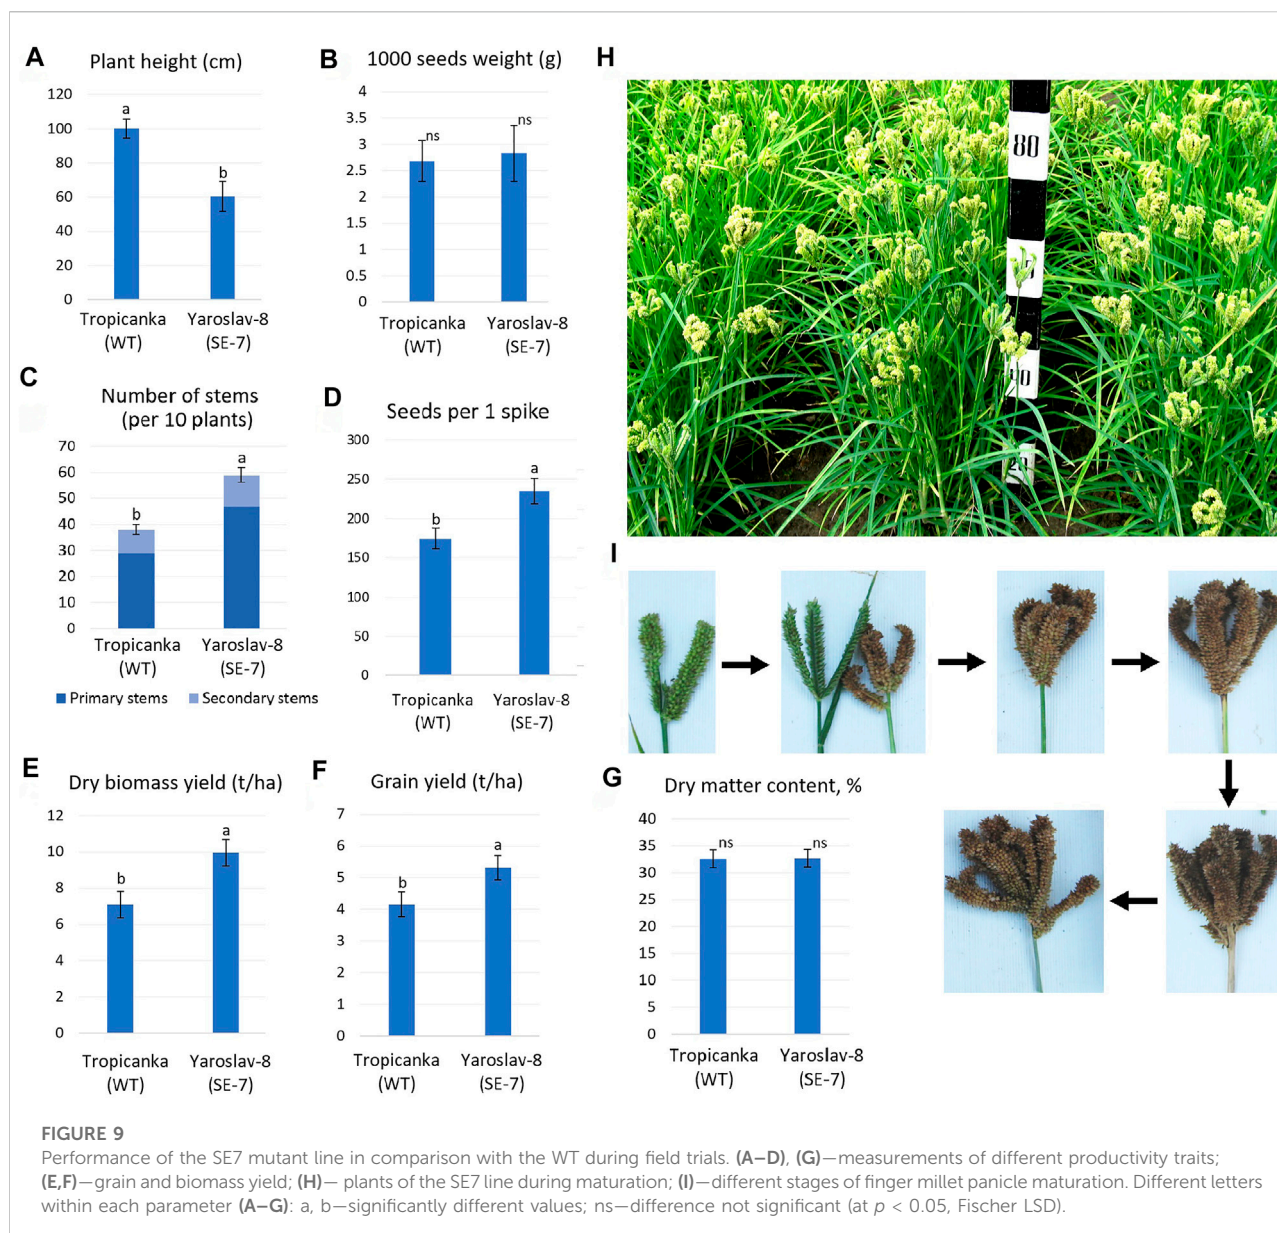 A
Plant height (cm)
120
100
80
60
40
20
0
a
b
Tropicanka
(WT)
Yaroslav-8
(SE-7)
B
1000 seeds weight (g)
4
3.5
3
2.5
2
1.5
1
0.5
0
ns
ns
Tropicanka
(WT)
Yaroslav-8
(SE-7)
C
Number of stems
(per 10 plants)
70
60
50
40
30
20
10
0
b
a
Tropicanka
(WT)
Yaroslav-8
(SE-7)
Primary stems
Secondary stems
D
Seeds per 1 spike
300
250
200
150
100
50
0
b
a
Tropicanka
(WT)
Yaroslav-8
(SE-7)
E
Dry biomass yield (t/ha)
12
10
8
6
4
2
0
b
a
Tropicanka
(WT)
Yaroslav-8
(SE-7)
F
Grain yield (t/ha)
7
6
5
4
3
2
1
0
b
a
Tropicanka
(WT)
Yaroslav-8
(SE-7)
G
Dry matter content, %
40
35
30
25
20
15
10
5
0
ns
ns
Tropicanka
(WT)
Yaroslav-8
(SE-7)
H
80
20
I
FIGURE 9
Performance of the SE7 mutant line in comparison with the WT during field trials. (A–D), (G)—measurements of different productivity traits;
(E,F)—grain and biomass yield; (H)— plants of the SE7 line during maturation; (I)—different stages of finger millet panicle maturation. Different letters
within each parameter (A–G): a, b—significantly different values; ns—difference not significant (at p < 0.05, Fischer LSD).